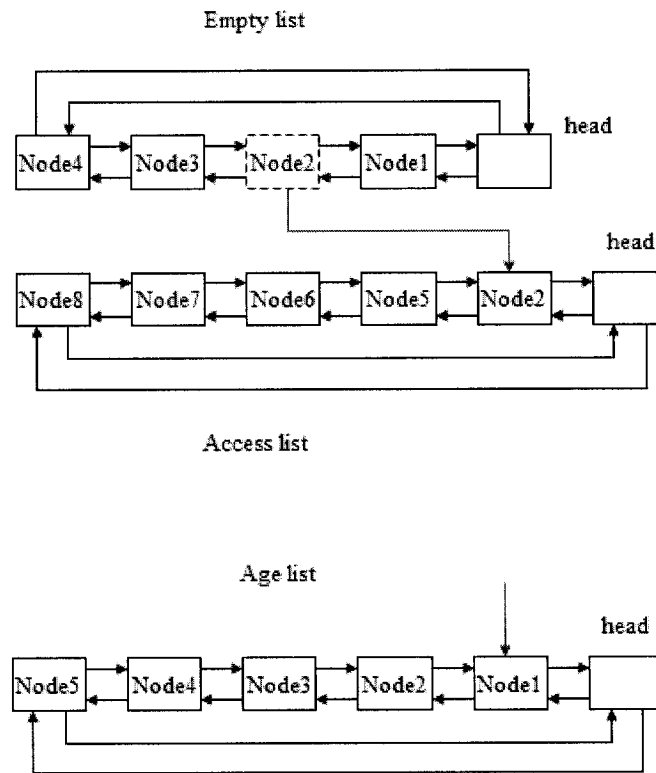 Empty list
head
Node4 Node3 Node2 Node1
head
Node8 Node7 Node6 Node5 Node2
Access list
Age list
head
Node5 Node4 Node3 Node2 Node1